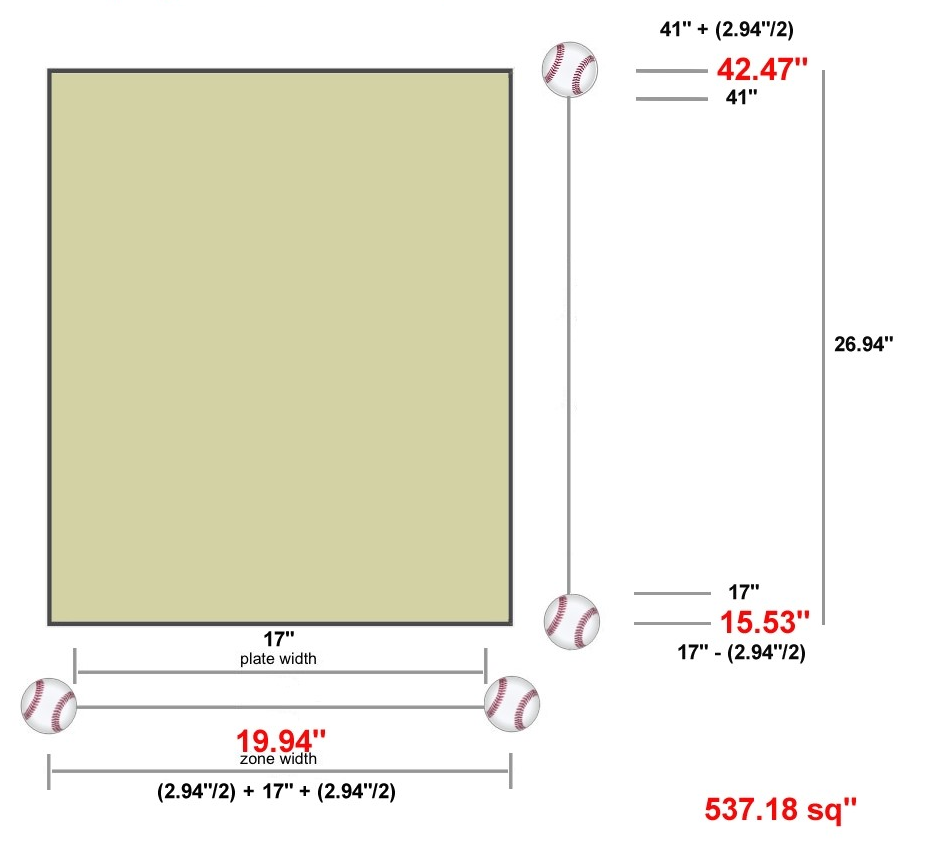 41" + (2.94"/2)
42.47"
41"
26.94"
17"
15.53"
17" - (2.94"/2)
17"
plate width
19.94"
zone width
(2.94"/2) + 17" + (2.94"/2)
537.18 sq"